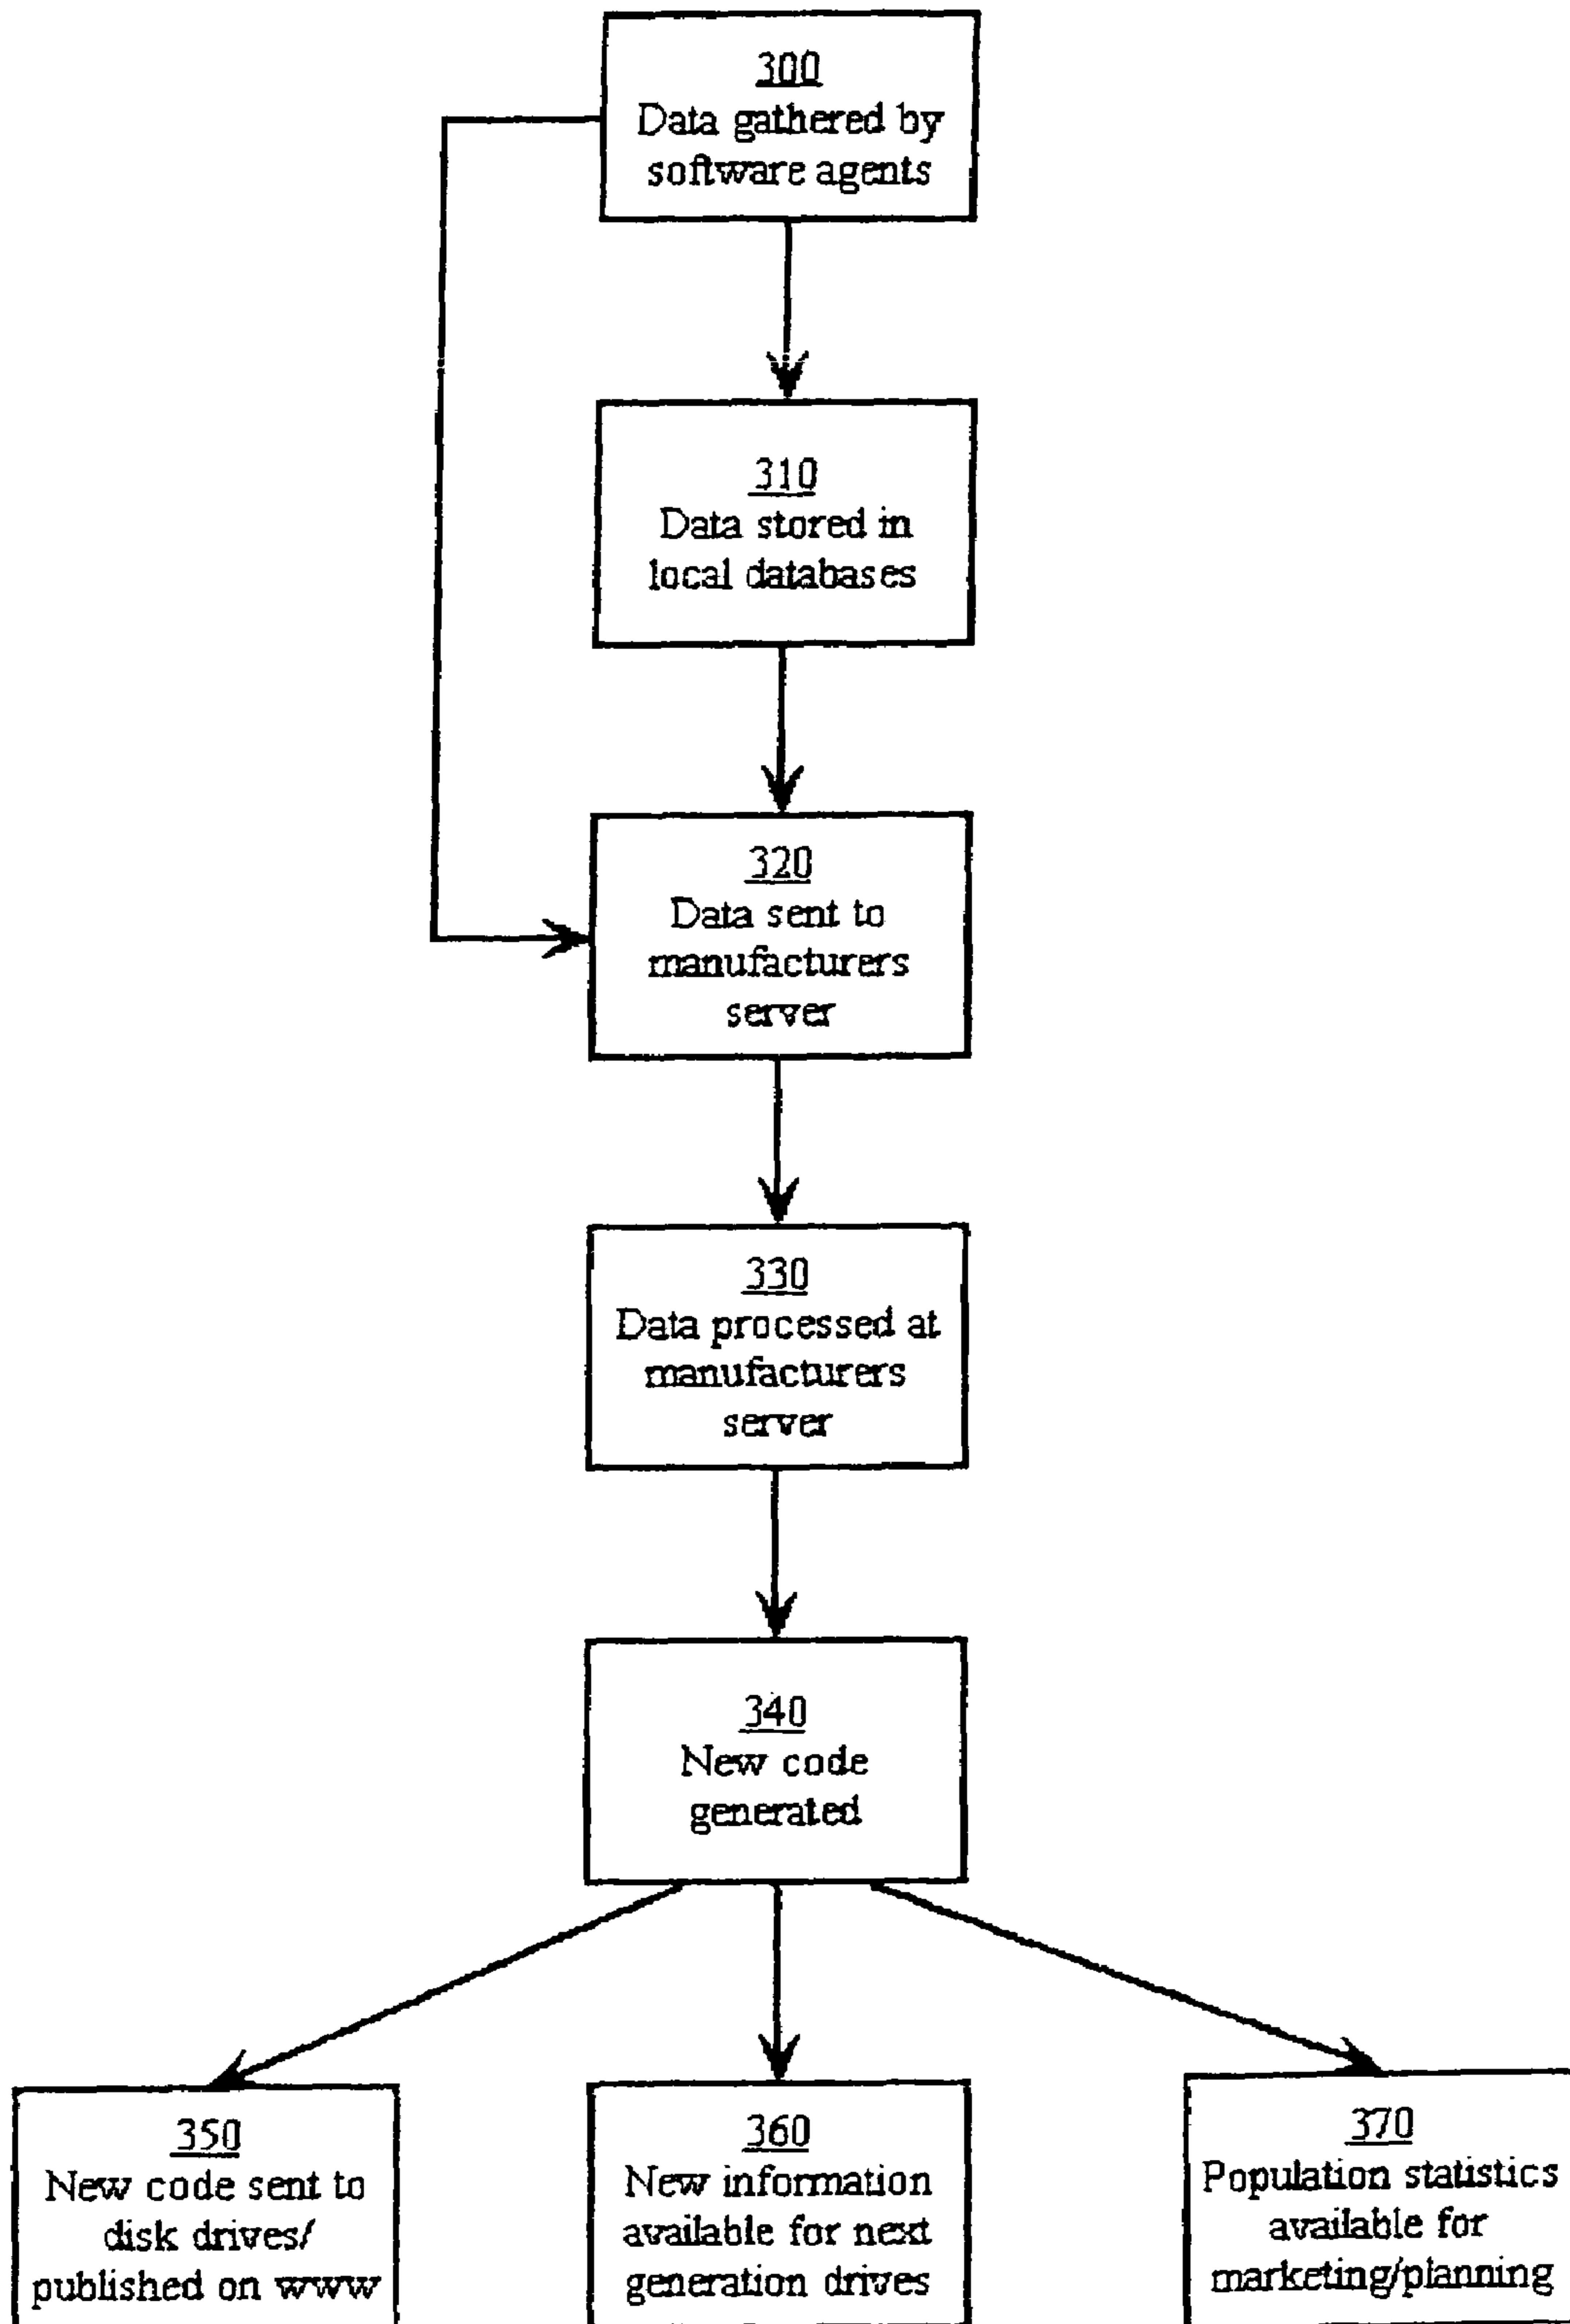 300
Data gathered by
software agents
310
Data stored in
local databases
320
Data sent to
manufacturers
server
330
Data processed at
manufacturers
server
340
New code
generated
350
New code sent to
disk drives/
published on www
360
New information
available for next
generation drives
370
Population statistics
available for
marketing/planning